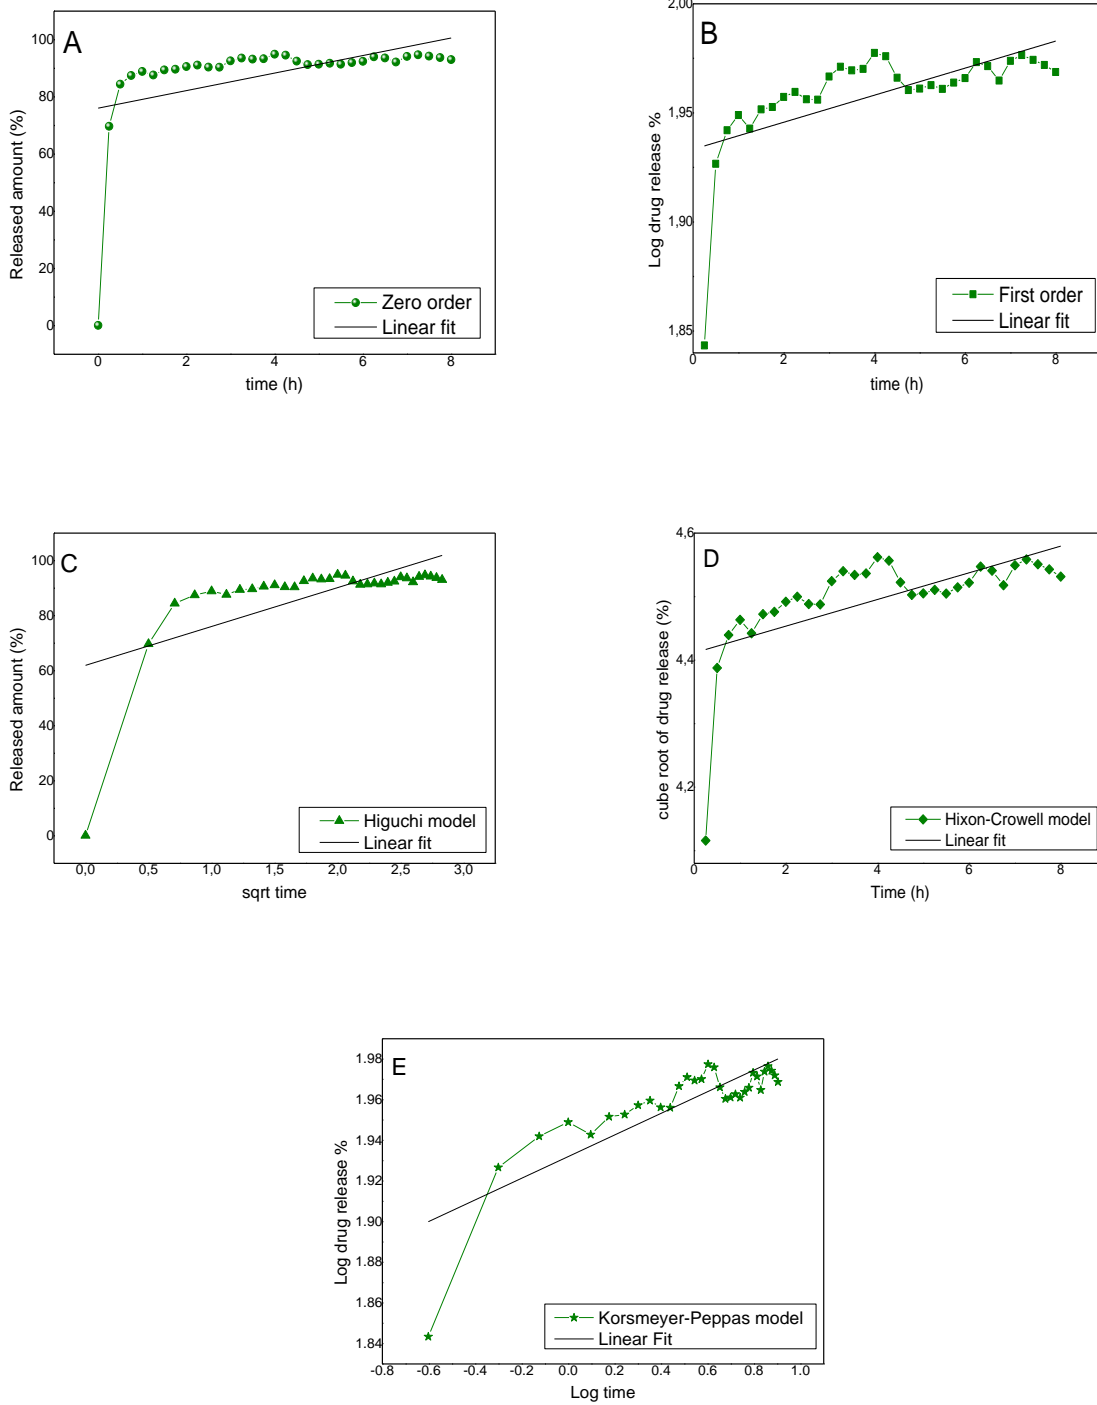 A
Released amount (%)
100
80
60
40
20
0
Zero order
Linear fit
0 2 4 6 8
time (h)
B
Log drug release %
2,00
1,95
1,90
1,85
First order
Linear fit
0 2 4 6 8
time (h)
C
Released amount (%)
100
80
60
40
20
0
Higuchi model
Linear fit
0,0 0,5 1,0 1,5 2,0 2,5 3,0
sqrt time
D
cube root of drug release (%)
4,6
4,4
4,2
Hixon-Crowell model
Linear fit
0 2 4 6 8
Time (h)
E
Log drug release %
1.98
1.96
1.94
1.92
1.90
1.88
1.86
1.84
Korsmeyer-Peppas model
Linear Fit
-0.8 -0.6 -0.4 -0.2 0.0 0.2 0.4 0.6 0.8 1.0
Log time